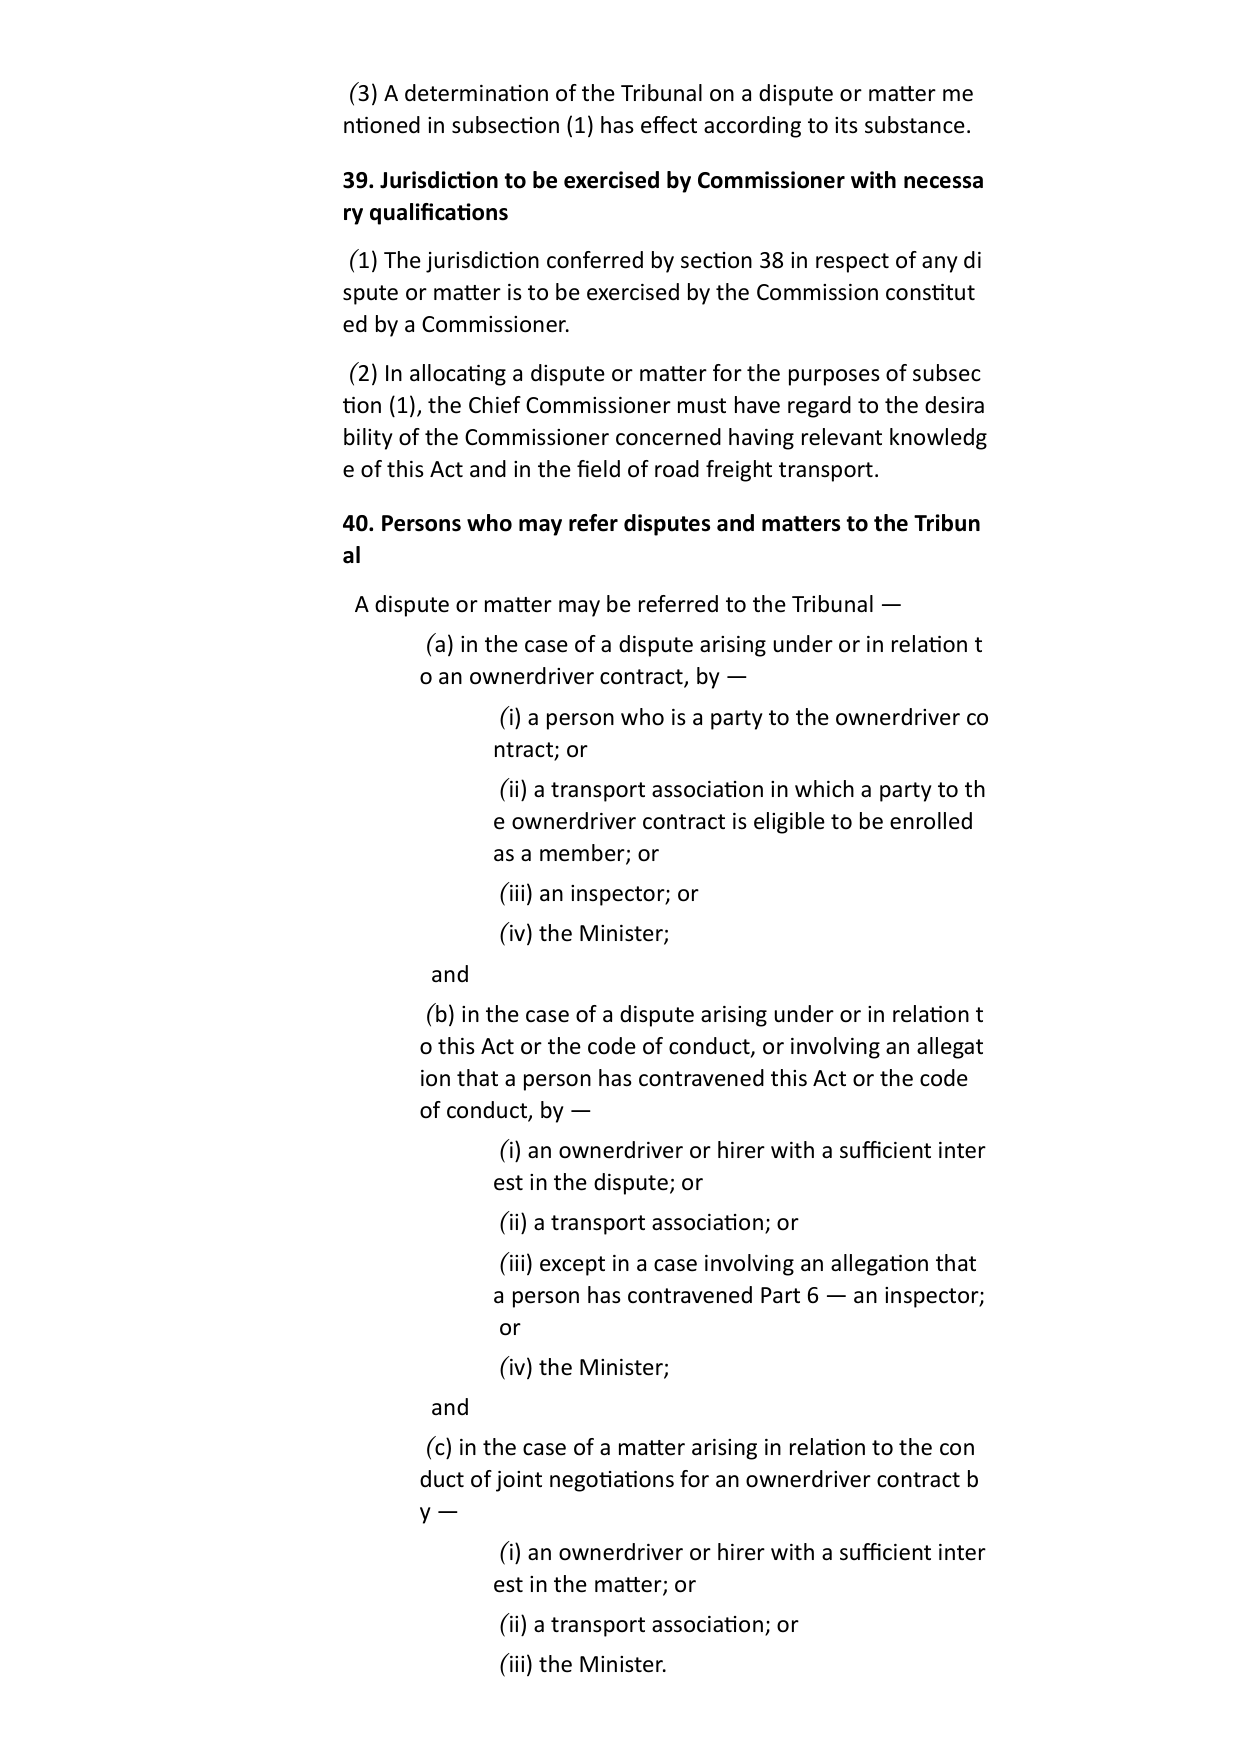 (3) A determination of the Tribunal on a dispute or matter me
ntioned in subsection (1) has effect according to its substance.
39. Jurisdiction to be exercised by Commissioner with necessa
ry qualifications
(1) The jurisdiction conferred by section 38 in respect of any di
spute or matter is to be exercised by the Commission constitut
ed by a Commissioner.
(2) In allocating a dispute or matter for the purposes of subsec
tion (1), the Chief Commissioner must have regard to the desira
bility of the Commissioner concerned having relevant knowledg
e of this Act and in the field of road freight transport.
40. Persons who may refer disputes and matters to the Tribun
al
A dispute or matter may be referred to the Tribunal —
(a) in the case of a dispute arising under or in relation t
o an ownerdriver contract, by —
(i) a person who is a party to the ownerdriver co
ntract; or
(ii) a transport association in which a party to th
e ownerdriver contract is eligible to be enrolled
as a member; or
(iii) an inspector; or
(iv) the Minister;
and
(b) in the case of a dispute arising under or in relation t
o this Act or the code of conduct, or involving an allegat
ion that a person has contravened this Act or the code
of conduct, by —
(i) an ownerdriver or hirer with a sufficient inter
est in the dispute; or
(ii) a transport association; or
(iii) except in a case involving an allegation that
a person has contravened Part 6 — an inspector;
or
(iv) the Minister;
and
(c) in the case of a matter arising in relation to the con
duct of joint negotiations for an ownerdriver contract b
y —
(i) an ownerdriver or hirer with a sufficient inter
est in the matter; or
(ii) a transport association; or
(iii) the Minister.